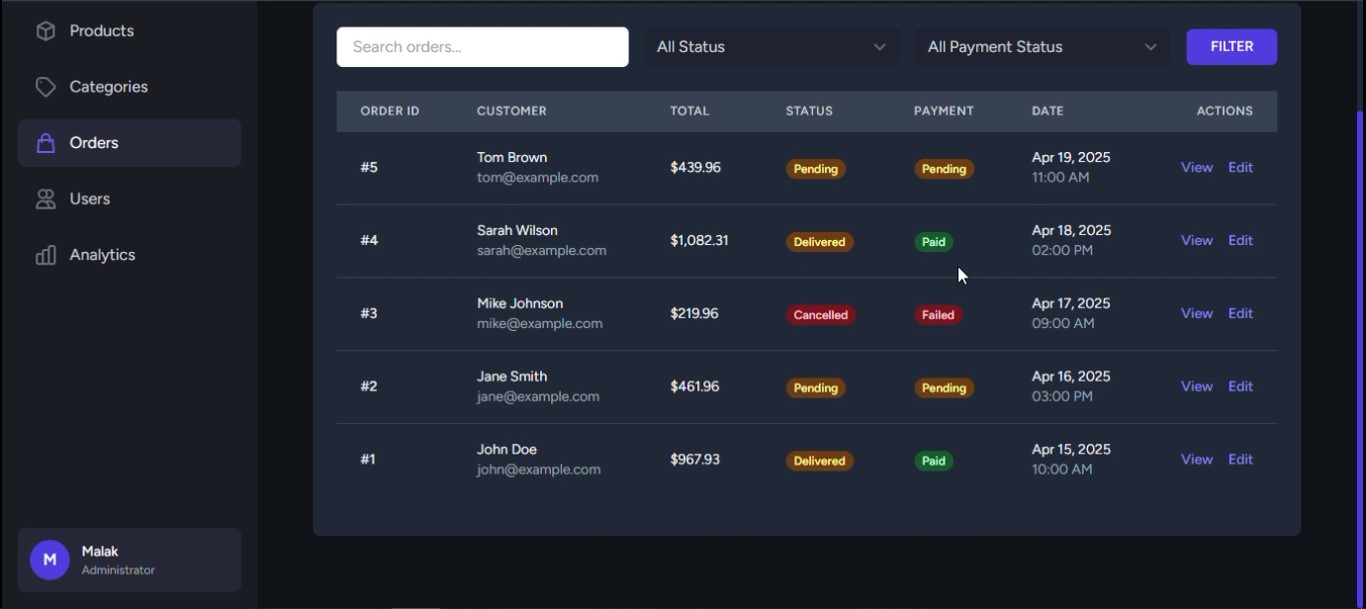 Products
Categories
Orders
Users
Analytics
Malak
Administrator
Search orders...
All Status
All Payment Status
FILTER
ORDER ID CUSTOMER TOTAL STATUS PAYMENT DATE ACTIONS
#5 Tom Brown $439.96 Pending Pending Apr 19, 2025 View Edit
tom@example.com 11:00 AM
#4 Sarah Wilson $1,082.31 Delivered Paid Apr 18, 2025 View Edit
sarah@example.com 02:00 PM
#3 Mike Johnson $219.96 Cancelled Failed Apr 17, 2025 View Edit
mike@example.com 09:00 AM
#2 Jane Smith $461.96 Pending Pending Apr 16, 2025 View Edit
jane@example.com 03:00 PM
#1 John Doe $967.93 Delivered Paid Apr 15, 2025 View Edit
john@example.com 10:00 AM
M